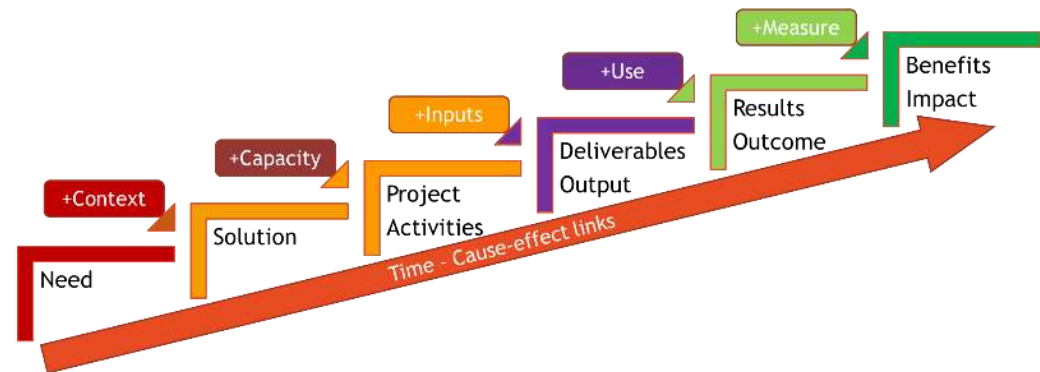 +Measure
Benefits
Impact
+Use
Results
Outcome
+Inputs
Deliverables
Output
+Capacity
Project
Activities
+Context
Solution
Need
Time - Cause-effect links